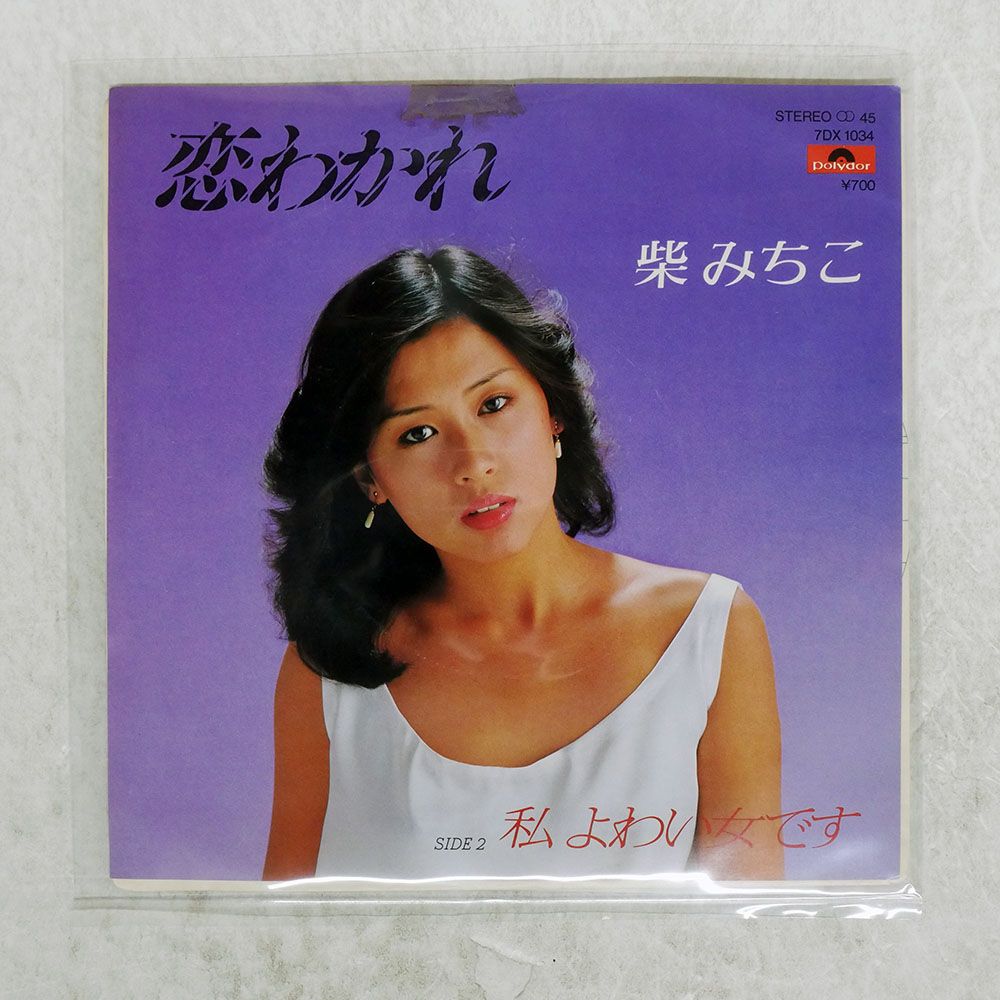 恋わかれ
STEREO ○○ 45
7DX 1034
Polydor
¥700
柴 みちこ
SIDE 2 私 よわい女です